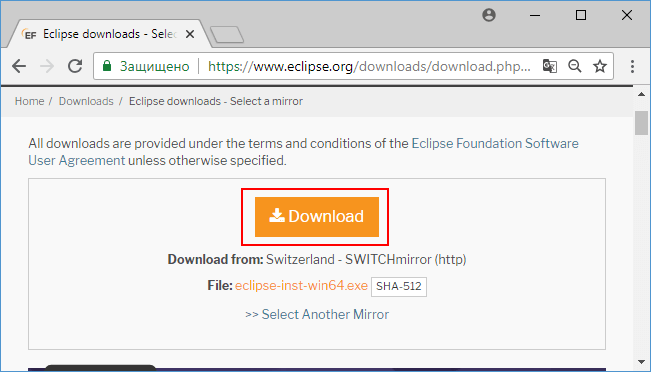 EF Eclipse downloads - Selec
Защищено https://www.eclipse.org/downloads/download.php...
Home / Downloads / Eclipse downloads - Select a mirror
All downloads are provided under the terms and conditions of the Eclipse Foundation Software
User Agreement unless otherwise specified.
Download
Download from: Switzerland - SWITCHmirror (http)
File: eclipse-inst-win64.exe SHA-512
>> Select Another Mirror